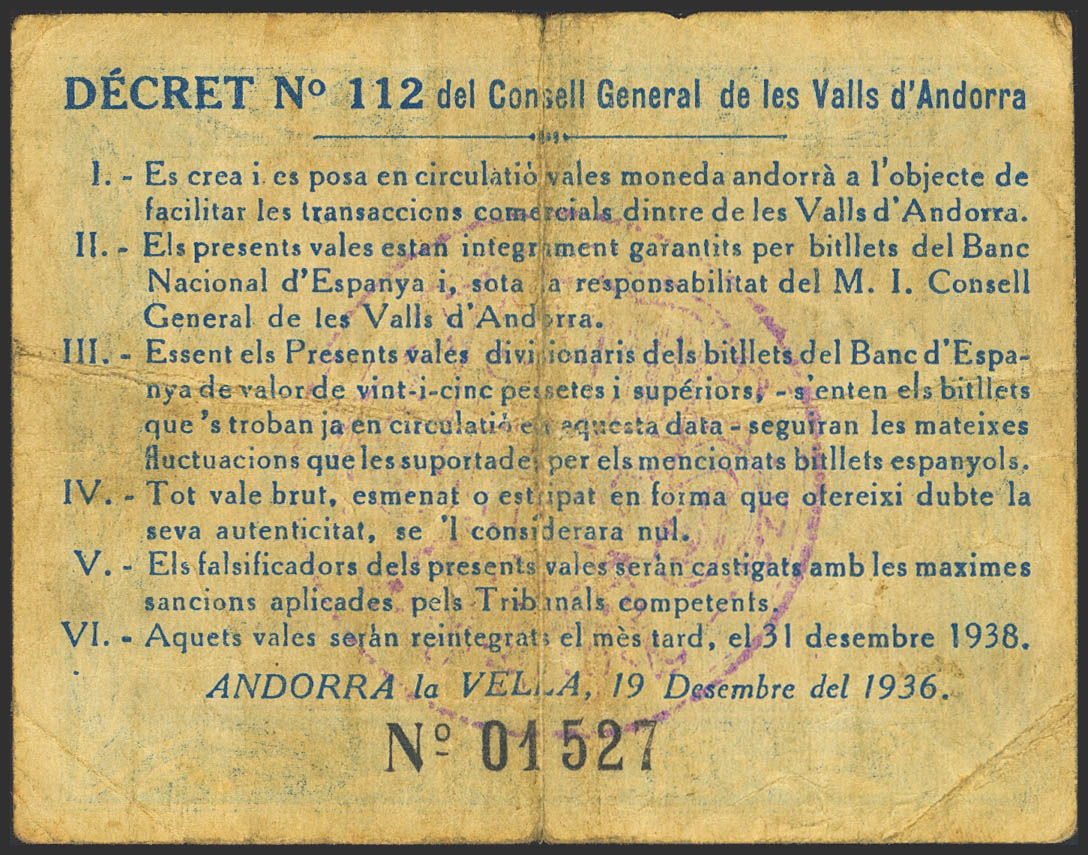 DÉCRET Nº 112 del Consell General de les Valls d'Andorra
I. - Es crea i es posa en circulatiò vales moneda andorrà a l'objecte de
facilitar les transaccions comercials dintre de les Valls d'Andorra.
II. - Els presents vales estan integrament garantits per bitllets del Banc
Nacional d'Espanya i, sota la responsabilitat del M. I. Consell
General de les Valls d'Andorra.
III. - Essent els Presents vales divisionaris dels bitllets del Banc d'Espa-
nya de valor de vint-i-cinc pessetes i supériors, - s'enten els bitllets
que 's troban ja en circulatiò en aquesta data - seguiran les mateixes
fluctuacions que les suportades per els mencionats bitllets espanyols.
IV. - Tot vale brut, esmenat o estripat en forma que ofereixi dubte la
seva autenticitat, se 'l considerara nul.
V. - Els falsificadors dels presents vales seràn castigats amb les maximes
sancions aplicades pels Tribunals competents.
VI. - Aquets vales seràn reintegrats el mès tard, el 31 desembre 1938.
ANDORRA la VELLA, 19 Desembre del 1936.
Nº 01527